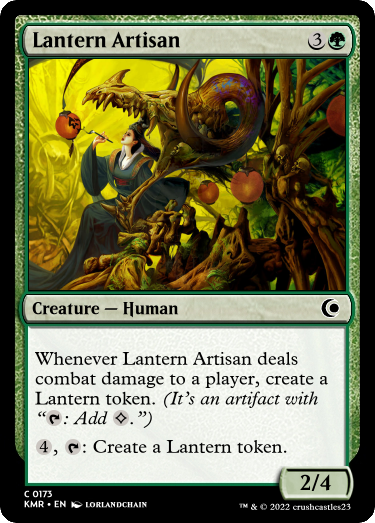 Lantern Artisan 3
Creature — Human
Whenever Lantern Artisan deals
combat damage to a player, create a
Lantern token. (It's an artifact with
“: Add .”)
4, : Create a Lantern token.
2/4
C 0173
KMR • EN LORLANDCHAIN
™ & © 2022 crushcastles23